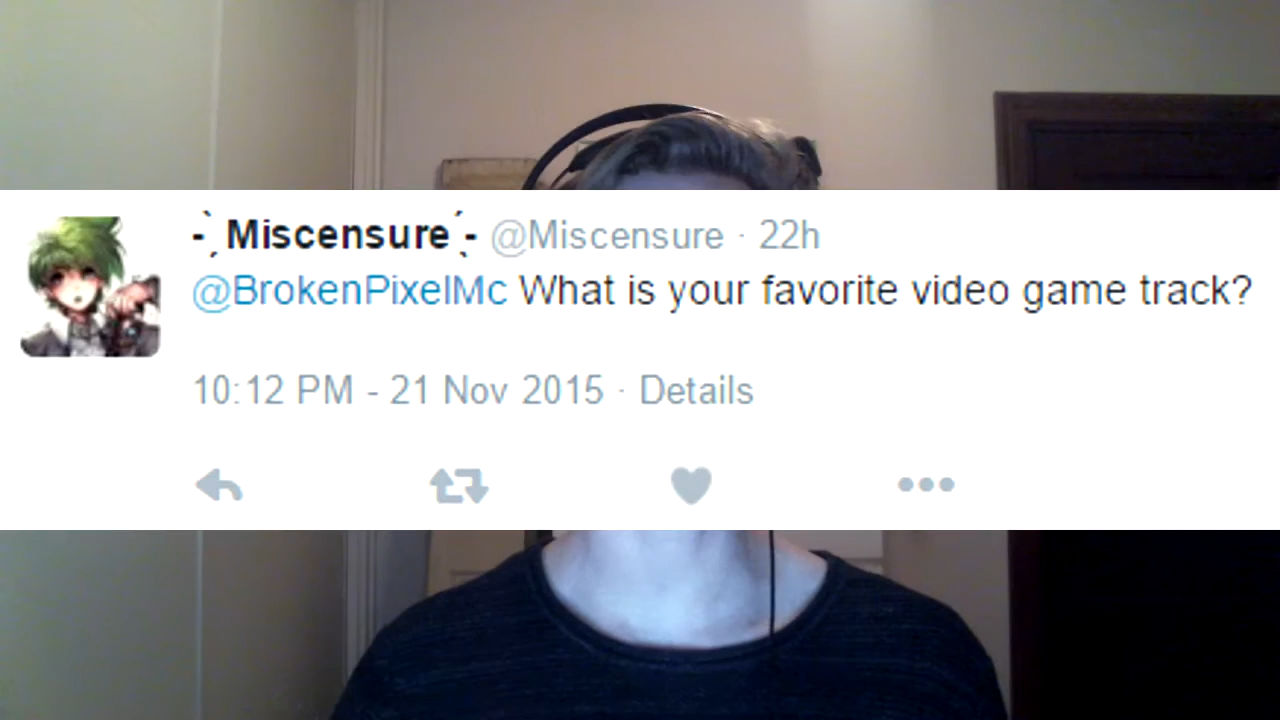 -̖̀ Miscensure ̗́- @Miscensure · 22h
@BrokenPixelMc What is your favorite video game track?
10:12 PM - 21 Nov 2015 · Details